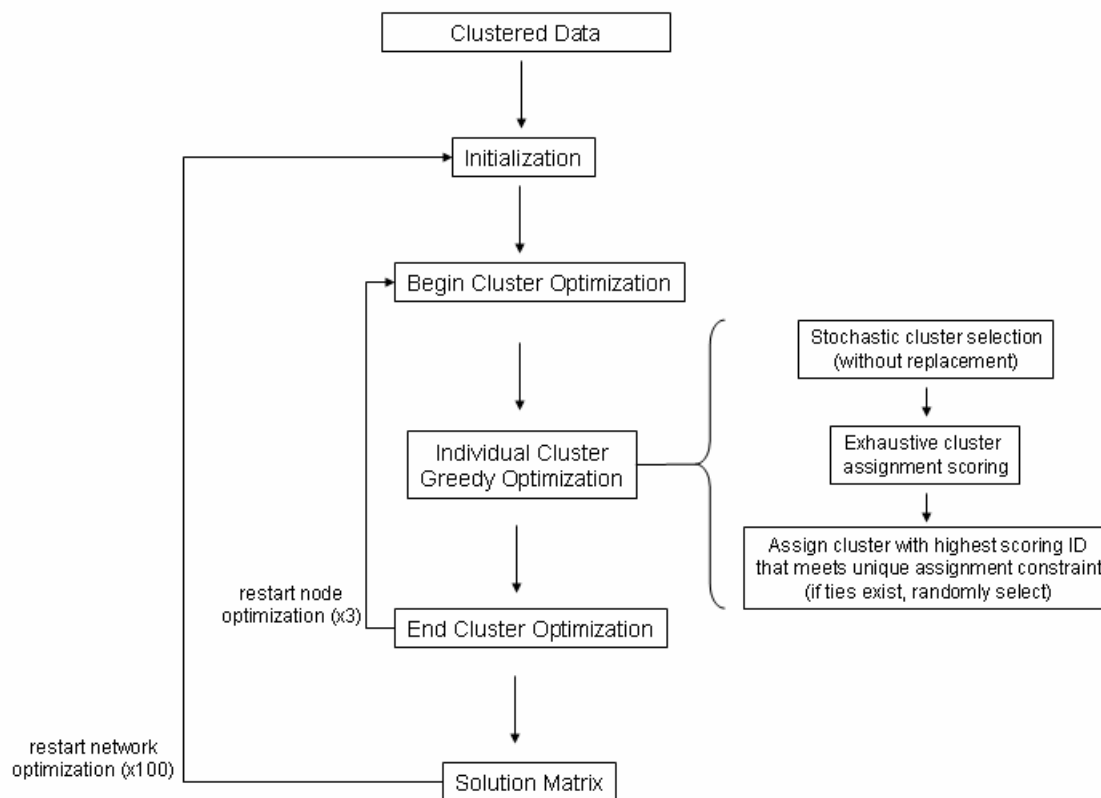 Clustered Data
Initialization
Begin Cluster Optimization
Individual Cluster
Greedy Optimization
Stochastic cluster selection
(without replacement)
Exhaustive cluster
assignment scoring
Assign cluster with highest scoring ID
that meets unique assignment constraint
(if ties exist, randomly select)
restart node
optimization (x3)
End Cluster Optimization
restart network
optimization (x100)
Solution Matrix